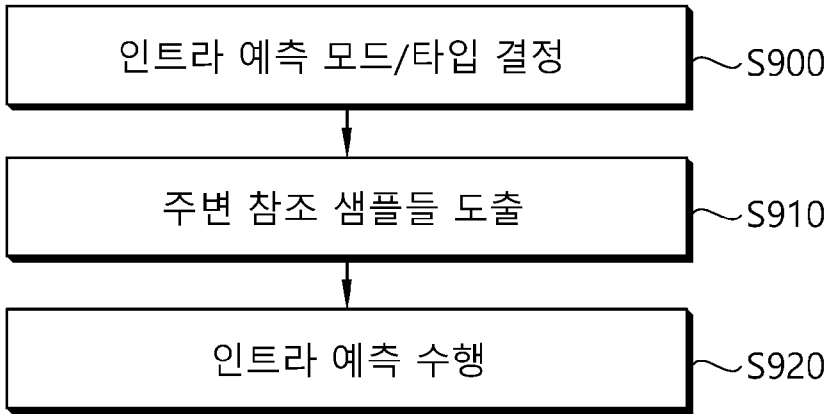 인트라 예측 모드/타입 결정
S900
주변 참조 샘플들 도출
S910
인트라 예측 수행
S920